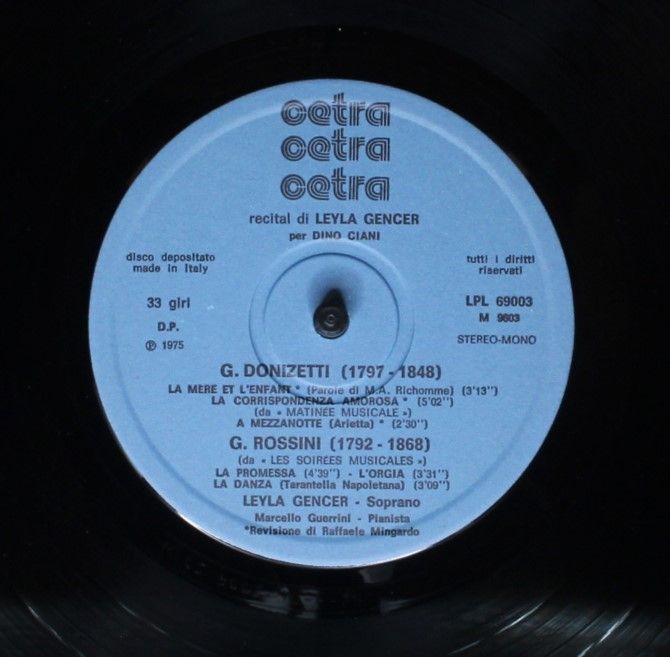 cetra
cetra
cetra
recital di LEYLA GENCER
per DINO CIANI
disco depositato
made in Italy
tutti i diritti
riservati
33 giri
D.P.
℗ 1975
LPL 69003
M 9603
STEREO-MONO
G. DONIZETTI (1797 - 1848)
LA MERE ET L'ENFANT * (Parole di M.A. Richomme) (3'13'')
LA CORRISPONDENZA AMOROSA * (5'02'')
(da « MATINÉE MUSICALE »)
A MEZZANOTTE (Arietta) * (2'30'')
G. ROSSINI (1792 - 1868)
(da « LES SOIRÉES MUSICALES »)
LA PROMESSA (4'39'') - L'ORGIA (3'31'')
LA DANZA (Tarantella Napoletana) (3'09'')
LEYLA GENCER - Soprano
Marcello Guerrini - Pianista
*Revisione di Raffaele Mingardo